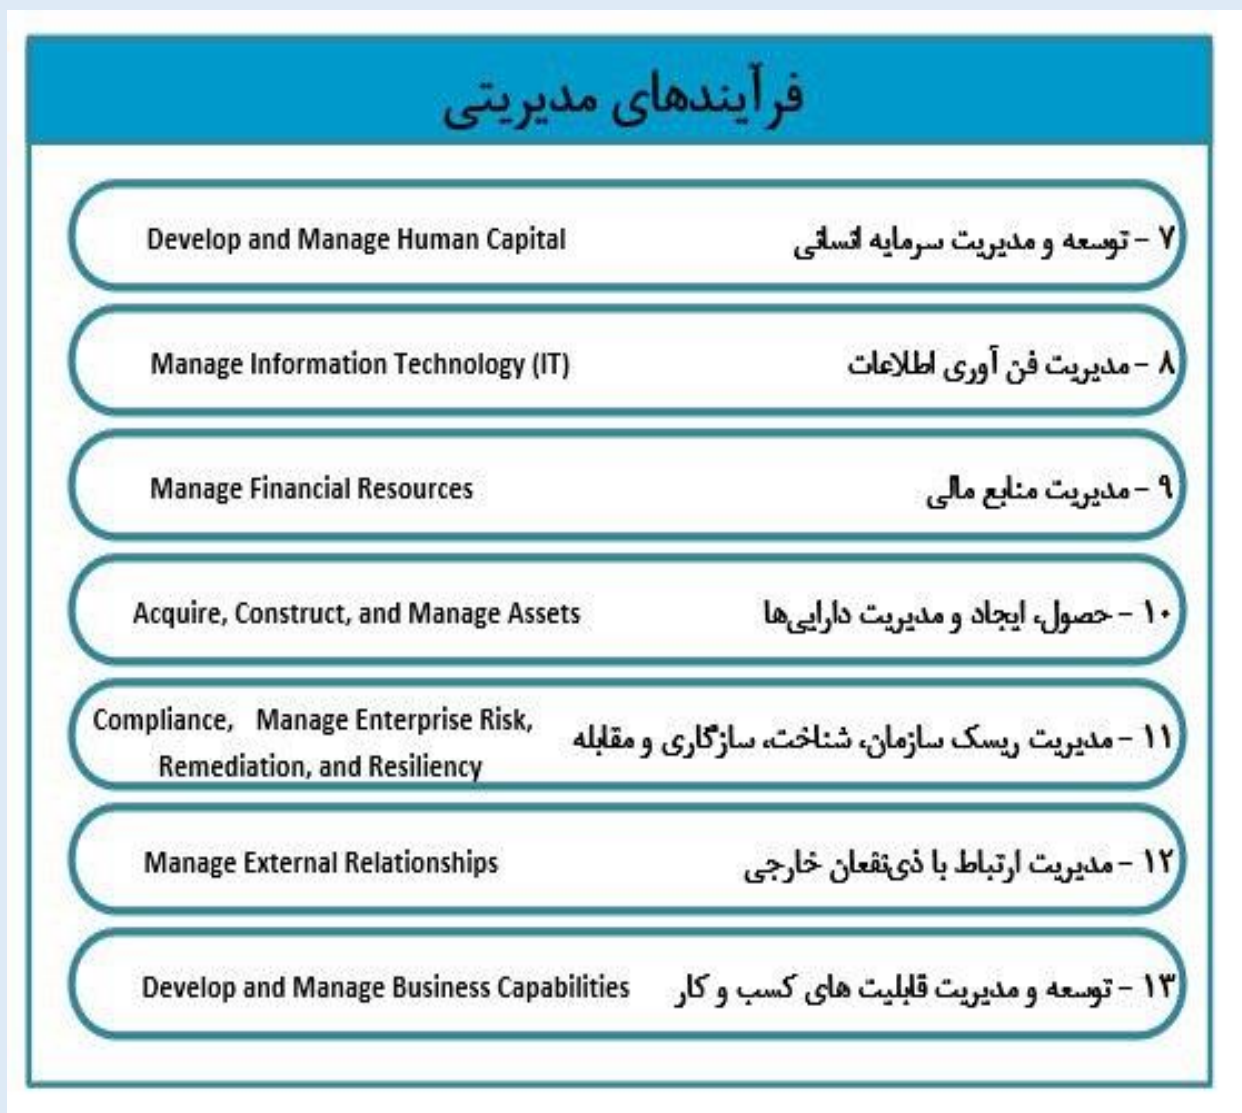 فرآیندهای مدیریتی
۷ – توسعه و مدیریت سرمایه انسانی
Develop and Manage Human Capital
۸ – مدیریت فن آوری اطلاعات
Manage Information Technology (IT)
۹ – مدیریت منابع مالی
Manage Financial Resources
۱۰ – حصول، ایجاد و مدیریت دارایی‌ها
Acquire, Construct, and Manage Assets
۱۱ – مدیریت ریسک سازمان، شناخت، سازگاری و مقابله
Compliance, Manage Enterprise Risk,
Remediation, and Resiliency
۱۲ – مدیریت ارتباط با ذی‌نفعان خارجی
Manage External Relationships
۱۳ – توسعه و مدیریت قابلیت های کسب و کار
Develop and Manage Business Capabilities